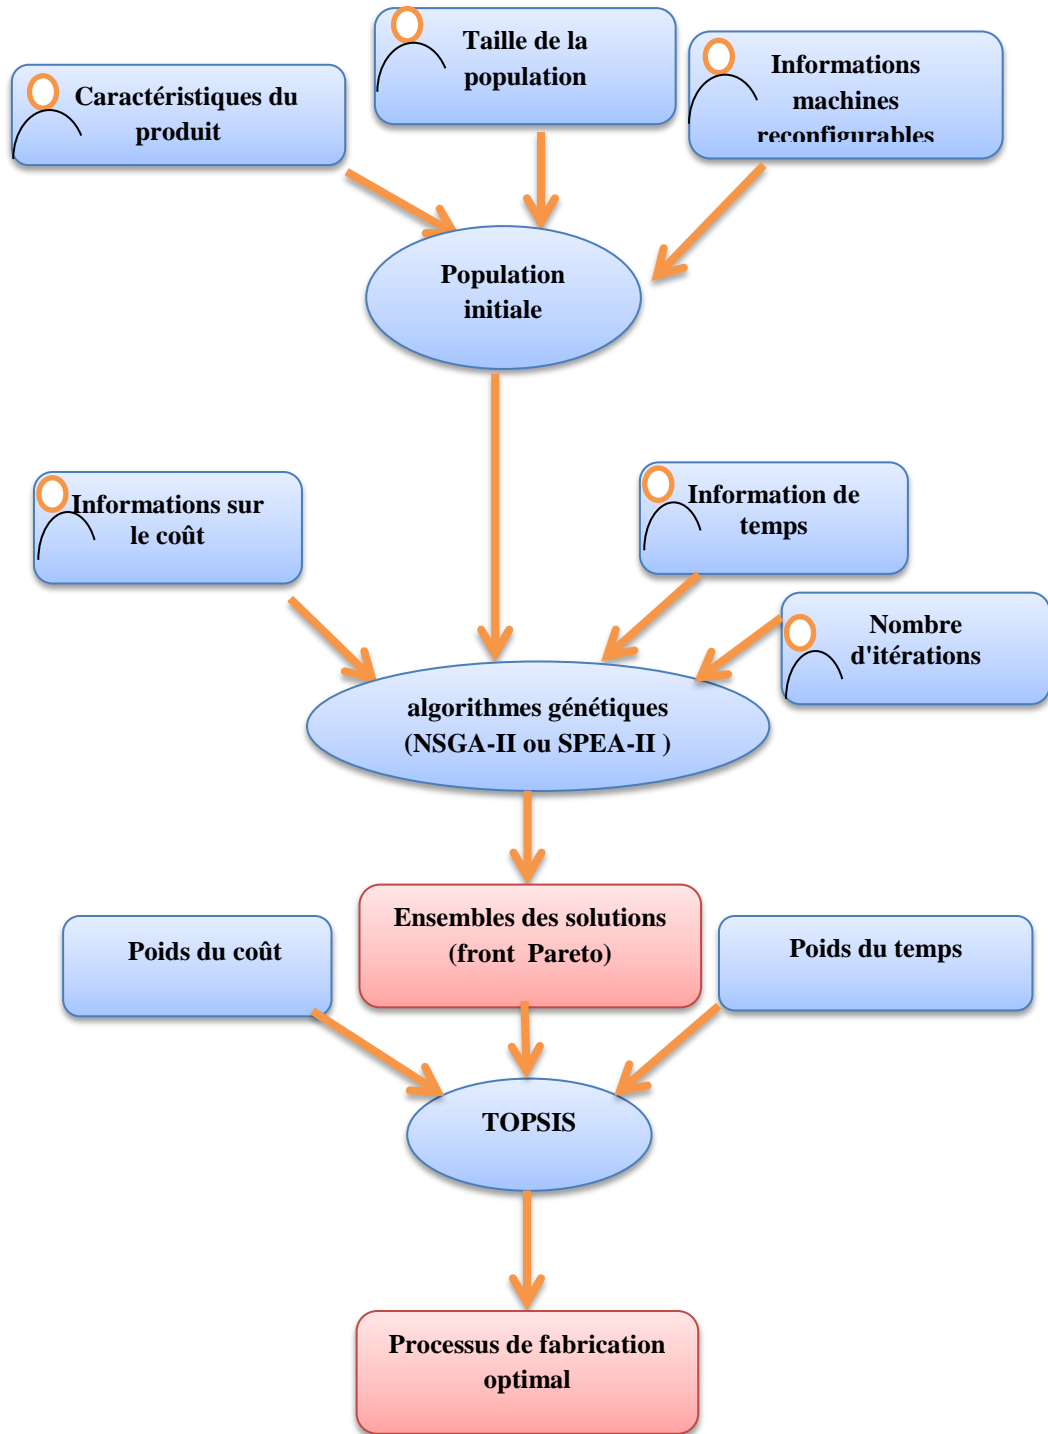 Caractéristiques du
produit
Taille de la
population
Informations
machines
reconfigurables
Population
initiale
Informations sur
le coût
Information de
temps
Nombre
d'itérations
algorithmes génétiques
(NSGA-II ou SPEA-II )
Ensembles des solutions
(front Pareto)
Poids du coût
Poids du temps
TOPSIS
Processus de fabrication
optimal